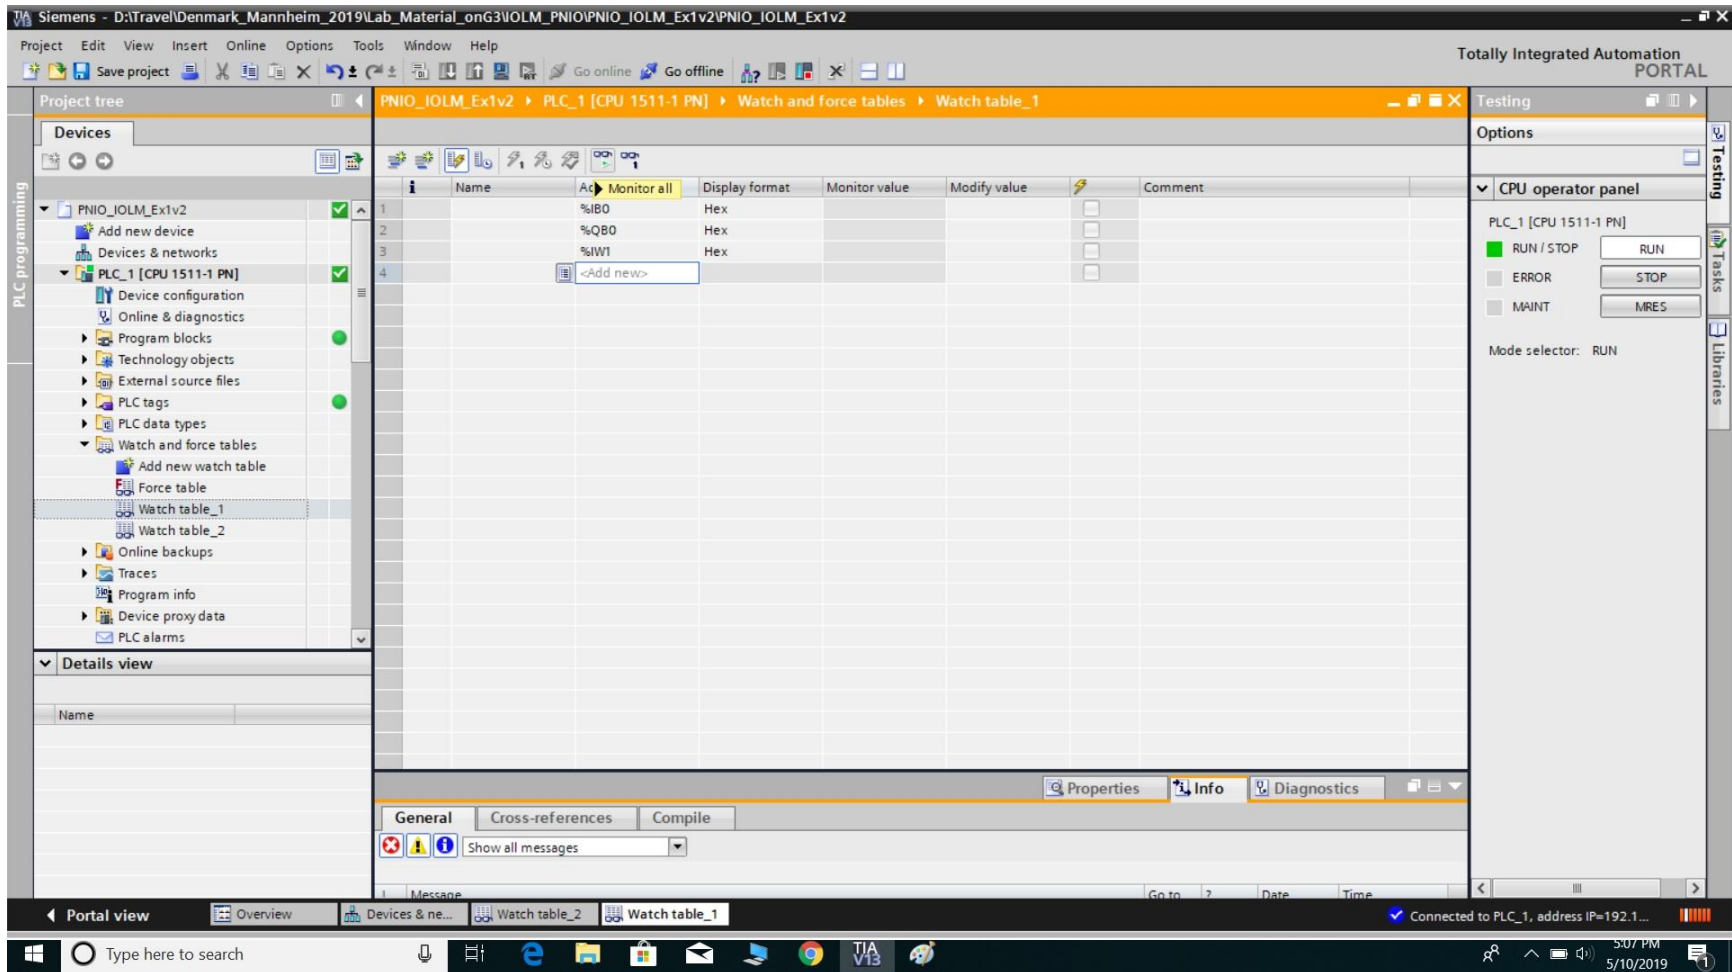 Siemens - D:\Travel\Denmark_Mannheim_2019\Lab_Material_onG3\IOLM_PNIO\PNIO_IOLM_Ex1v2\PNIO_IOLM_Ex1v2
Project Edit View Insert Online Options Tools Window Help
Totally Integrated Automation
PORTAL
Save project Go online Go offline
Project tree
PNIO_IOLM_Ex1v2 PLC_1 [CPU 1511-1 PN] Watch and force tables Watch table_1
Testing
Devices
Options
i Name Ad Monitor all Display format Monitor value Modify value Comment
CPU operator panel
PNIO_IOLM_Ex1v2
1 %IB0 Hex
Add new device
2 %QB0 Hex
PLC_1 [CPU 1511-1 PN]
Devices & networks
3 %IW1 Hex
RUN / STOP RUN
PLC_1 [CPU 1511-1 PN]
4 <Add new>
ERROR STOP
Device configuration
MAINT MRES
Online & diagnostics
Program blocks
Mode selector: RUN
Technology objects
External source files
PLC tags
PLC data types
Watch and force tables
Add new watch table
Force table
Watch table_1
Watch table_2
Online backups
Traces
Program info
Device proxy data
PLC alarms
Details view
Name
PLC programming
Testing
Tasks
Libraries
Properties Info Diagnostics
General Cross-references Compile
Show all messages
! Message Go to ? Date Time
Portal view Overview Devices & ne... Watch table_2 Watch table_1 Connected to PLC_1, address IP=192.1...
Type here to search
TIA V13
5:07 PM
5/10/2019
1